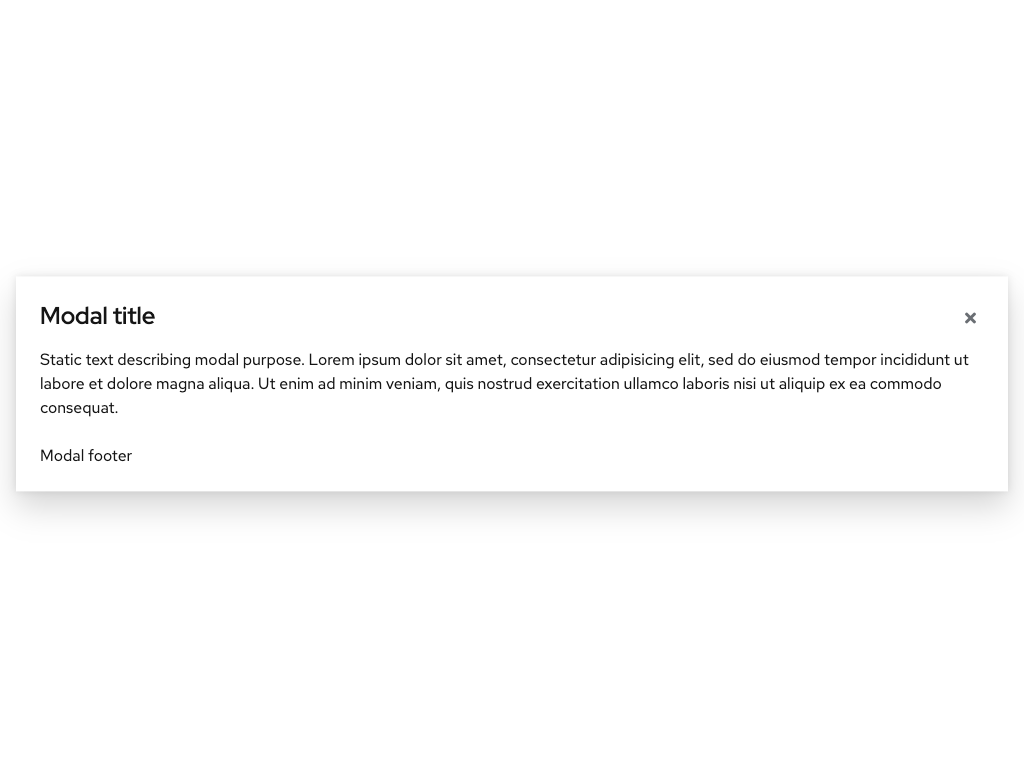 Modal title
Static text describing modal purpose. Lorem ipsum dolor sit amet, consectetur adipisicing elit, sed do eiusmod tempor incididunt ut
labore et dolore magna aliqua. Ut enim ad minim veniam, quis nostrud exercitation ullamco laboris nisi ut aliquip ex ea commodo
consequat.
Modal footer